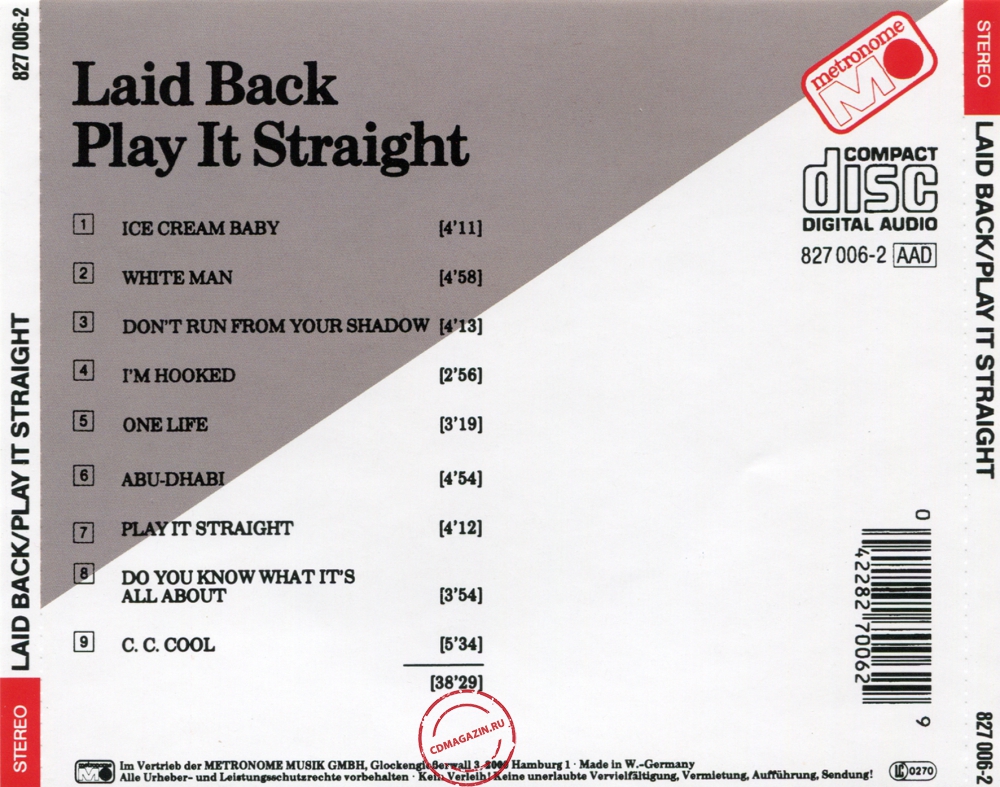 827 006-2
LAID BACK/PLAY IT STRAIGHT
STEREO
Laid Back
Play It Straight
1 ICE CREAM BABY [4'11]
2 WHITE MAN [4'58]
3 DON'T RUN FROM YOUR SHADOW [4'13]
4 I'M HOOKED [2'56]
5 ONE LIFE [3'19]
6 ABU-DHABI [4'54]
7 PLAY IT STRAIGHT [4'12]
8 DO YOU KNOW WHAT IT'S
ALL ABOUT [3'54]
9 C. C. COOL [5'34]
[38'29]
metronome
M
COMPACT
disc
DIGITAL AUDIO
827 006-2 AAD
0 42282 70062 9
CDMAGAZIN.RU
M Im Vertrieb der METRONOME MUSIK GMBH, Glockengießerwall 3, 2000 Hamburg 1 · Made in W.-Germany
Alle Urheber- und Leistungsschutzrechte vorbehalten · Kein Verleih! Keine unerlaubte Vervielfältigung, Vermietung, Aufführung, Sendung!
LC 0270
STEREO
LAID BACK/PLAY IT STRAIGHT
827 006-2